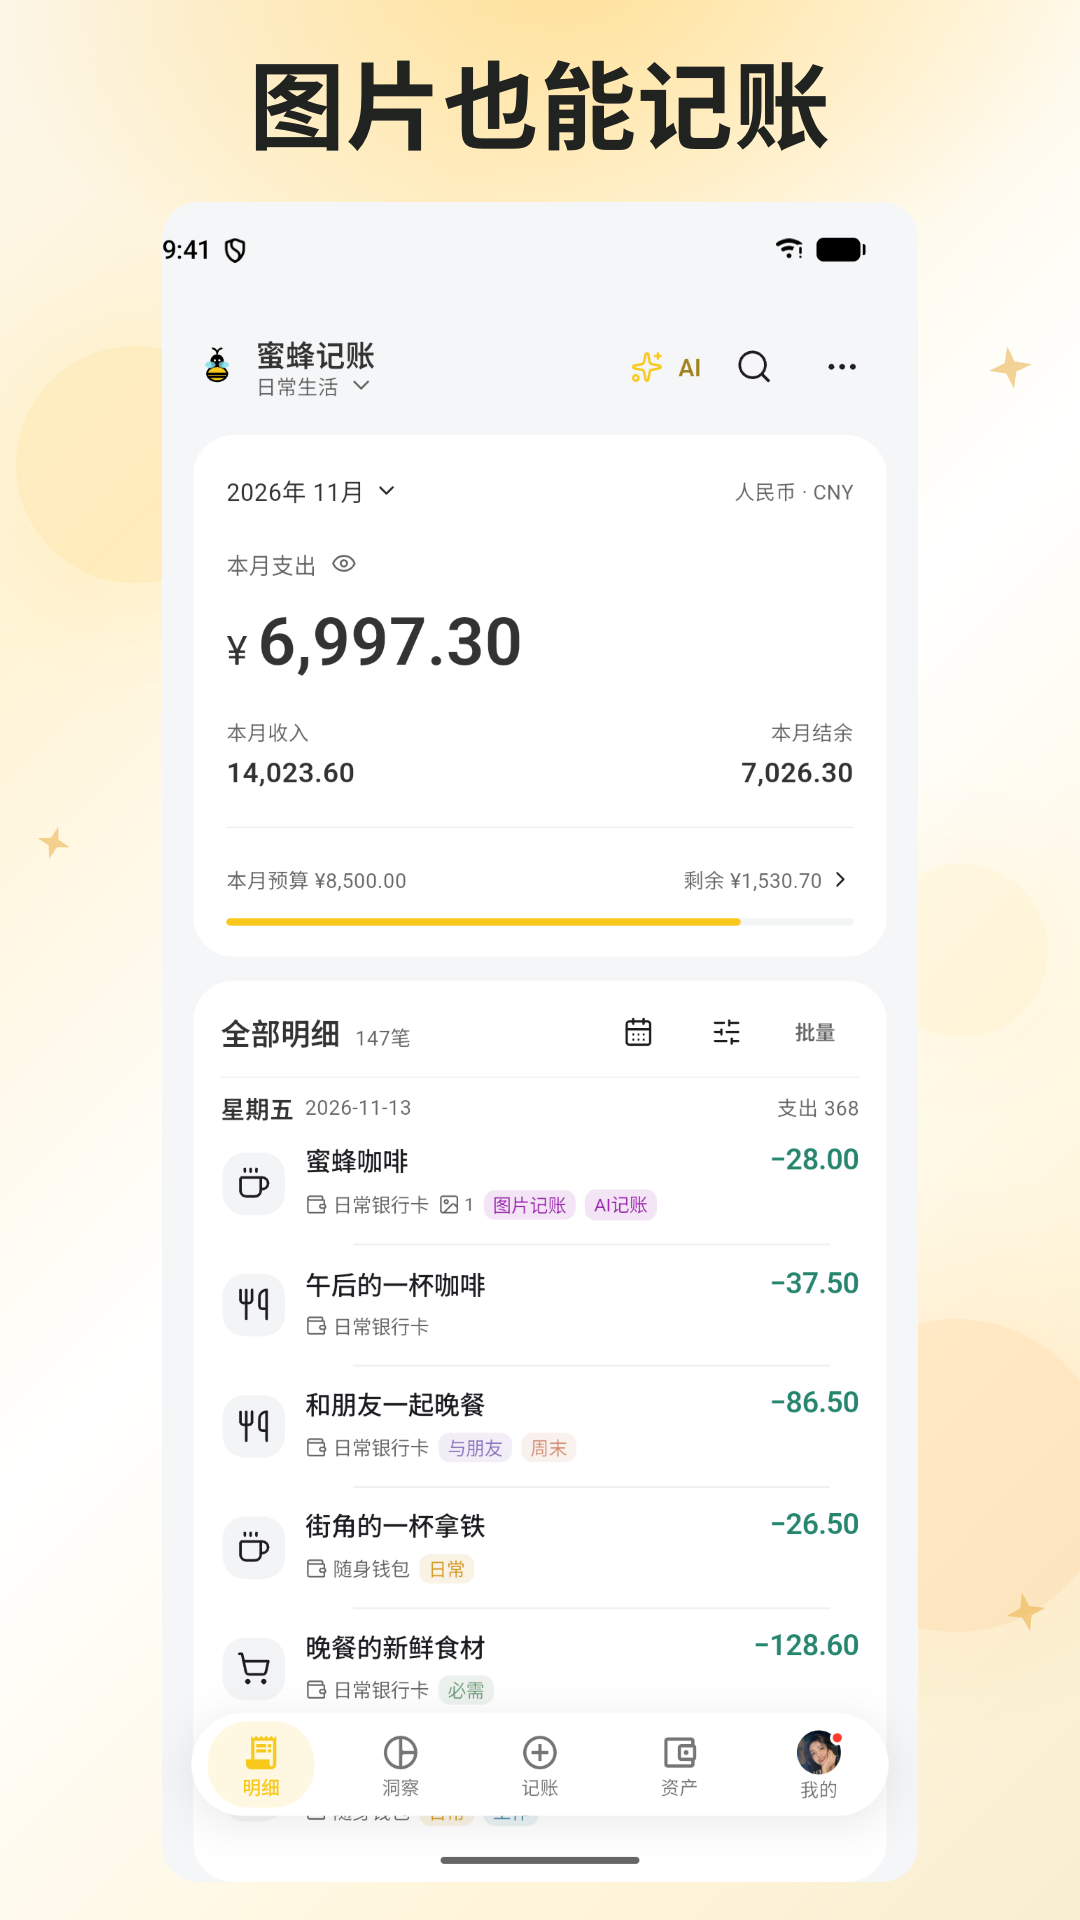 图片也能记账
9:41
蜜蜂记账
日常生活
AI
2026年 11月
人民币 · CNY
本月支出
¥ 6,997.30
本月收入
本月结余
14,023.60
7,026.30
本月预算 ¥8,500.00
剩余 ¥1,530.70
全部明细 147笔
批量
星期五 2026-11-13
支出 368
蜜蜂咖啡
−28.00
日常银行卡 1 图片记账 AI记账
午后的一杯咖啡
−37.50
日常银行卡
和朋友一起晚餐
−86.50
日常银行卡 与朋友 周末
街角的一杯拿铁
−26.50
随身钱包 日常
晚餐的新鲜食材
−128.60
日常银行卡 必需
明细
洞察
记账
资产
我的